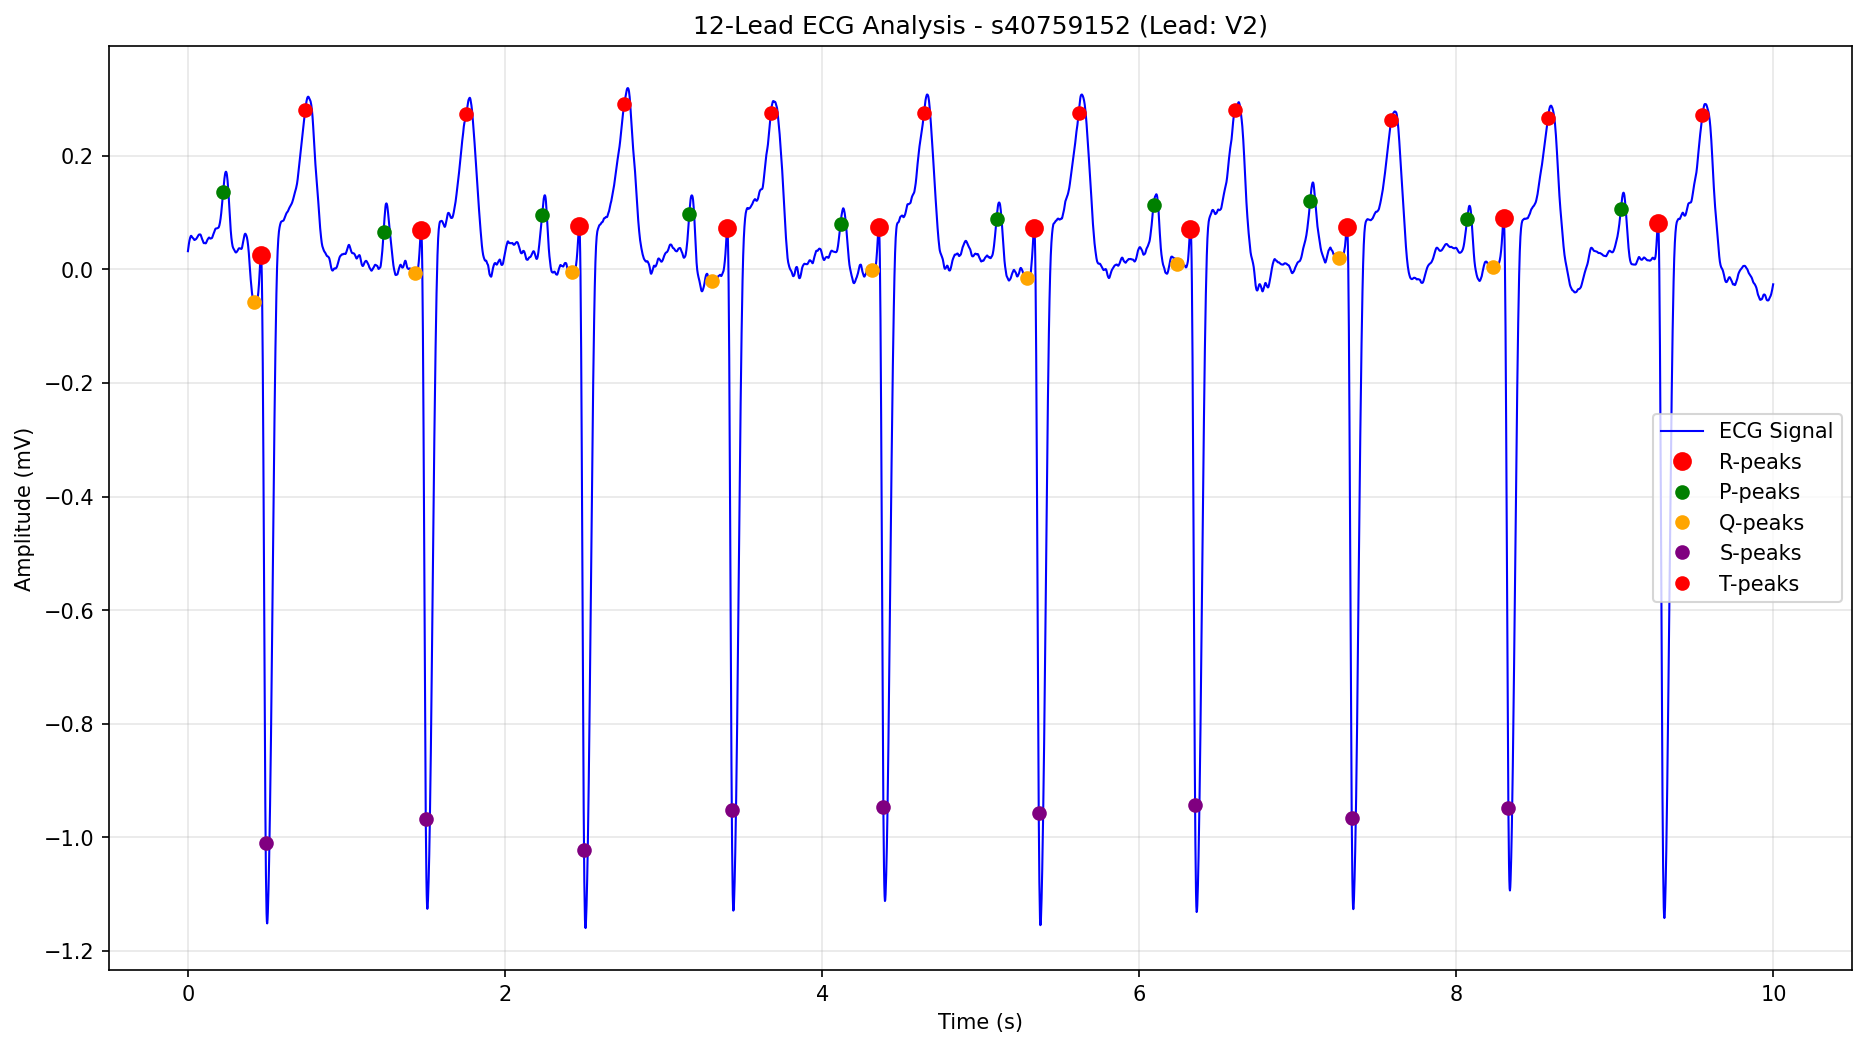 12-Lead ECG Analysis - s40759152 (Lead: V2)
Amplitude (mV)
0.2
0.0
−0.2
−0.4
−0.6
−0.8
−1.0
−1.2
ECG Signal
R-peaks
P-peaks
Q-peaks
S-peaks
T-peaks
0 2 4 6 8 10
Time (s)